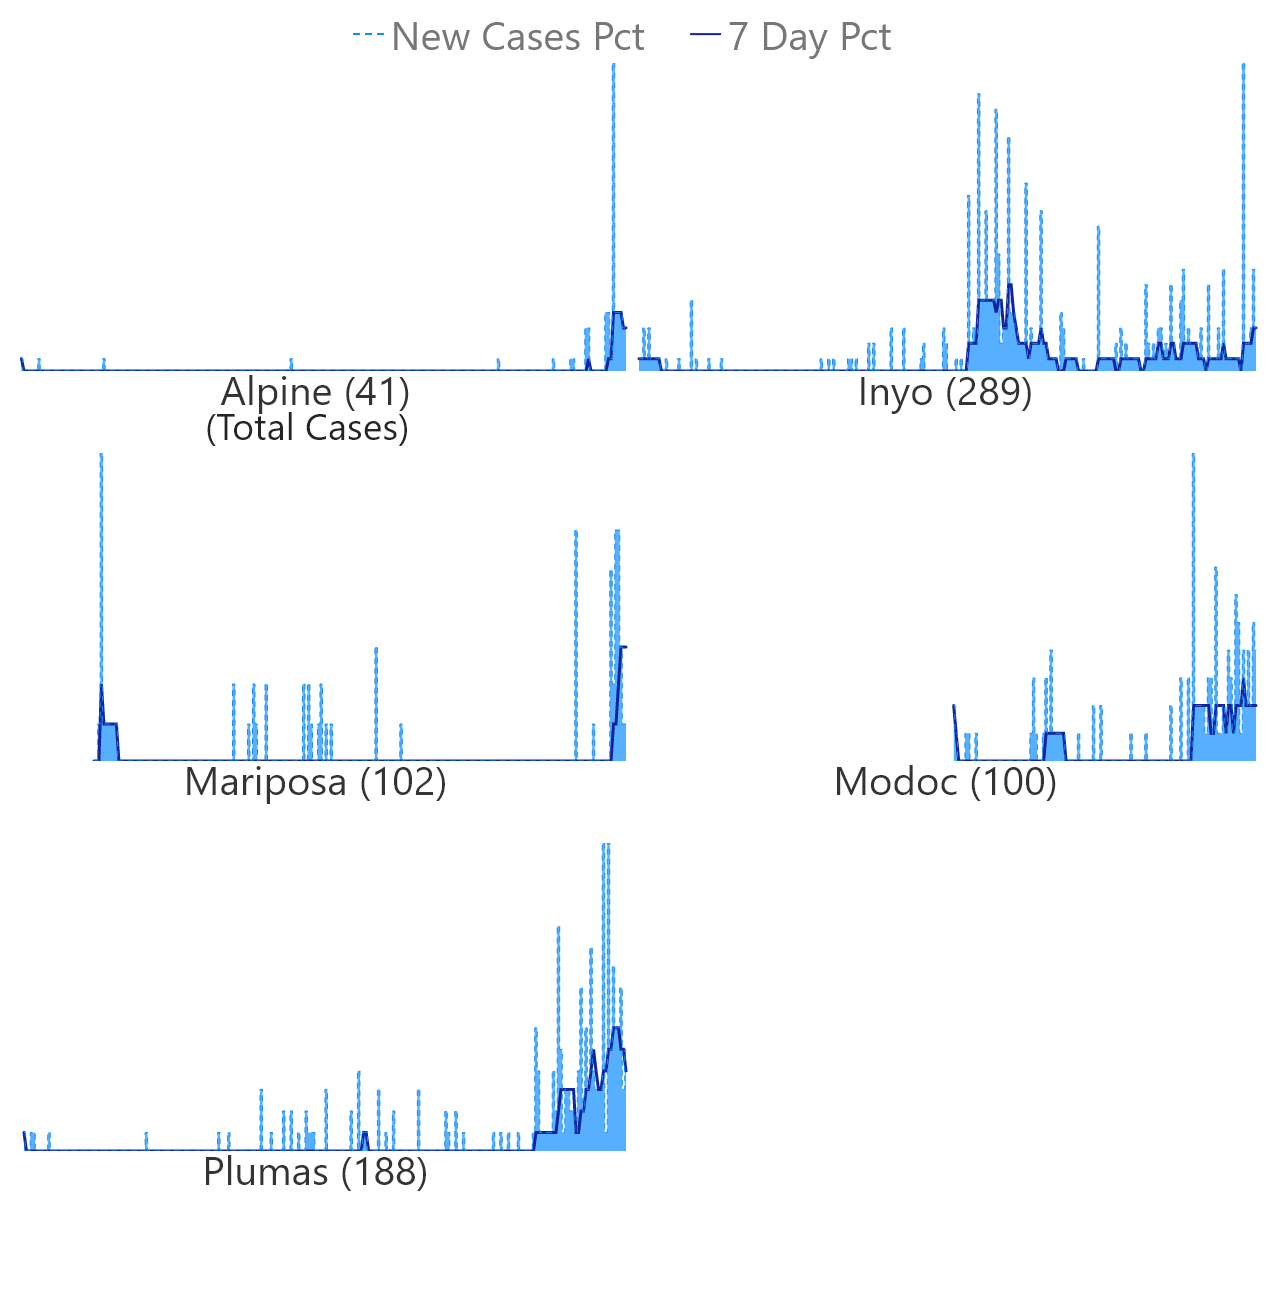 New Cases Pct 7 Day Pct
Alpine (41) Inyo (289)
(Total Cases)
Mariposa (102) Modoc (100)
Plumas (188)